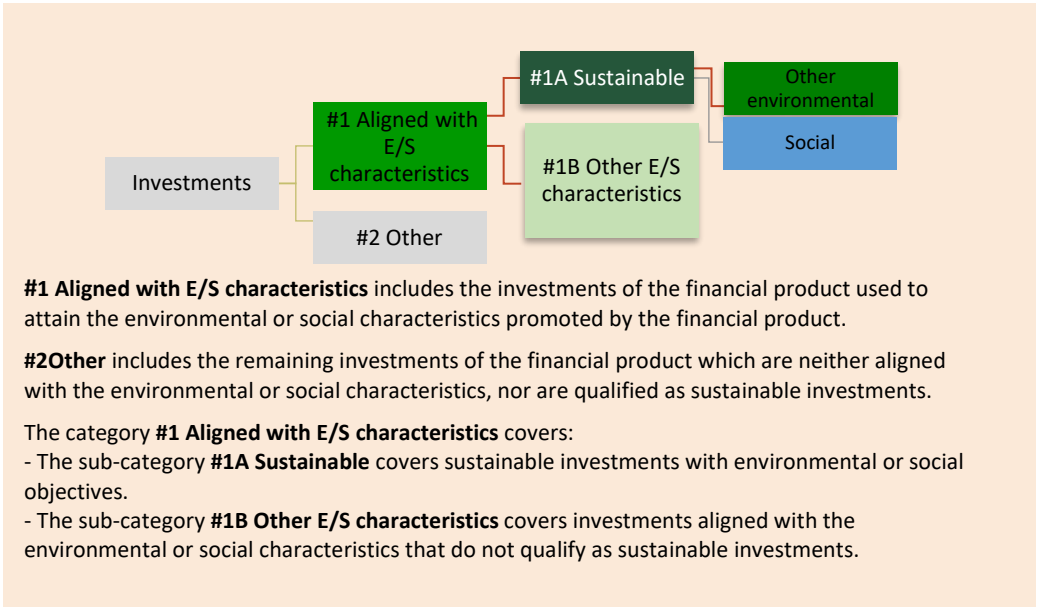 #1A Sustainable
Other
environmental
#1 Aligned with
E/S
characteristics
Social
#1B Other E/S
characteristics
Investments
#2 Other
#1 Aligned with E/S characteristics includes the investments of the financial product used to
attain the environmental or social characteristics promoted by the financial product.
#2Other includes the remaining investments of the financial product which are neither aligned
with the environmental or social characteristics, nor are qualified as sustainable investments.
The category #1 Aligned with E/S characteristics covers:
- The sub-category #1A Sustainable covers sustainable investments with environmental or social
objectives.
- The sub-category #1B Other E/S characteristics covers investments aligned with the
environmental or social characteristics that do not qualify as sustainable investments.